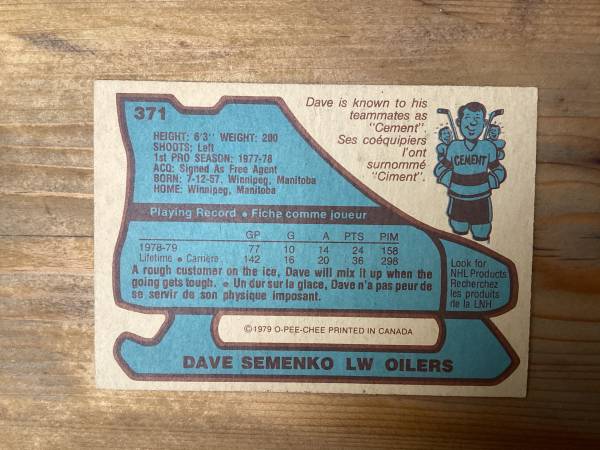 371
Dave is known to his
teammates as
"Cement".
Ses coéquipiers
l'ont
surnommé
"Ciment".
CEMENT
HEIGHT: 6'3" WEIGHT: 200
SHOOTS: Left
1st PRO SEASON: 1977-78
ACQ: Signed As Free Agent
BORN: 7-12-57, Winnipeg, Manitoba
HOME: Winnipeg, Manitoba
Playing Record • Fiche comme joueur
GP G A PTS PIM
1978-79 77 10 14 24 158
Lifetime • Carrière 142 16 20 36 298
A rough customer on the ice, Dave will mix it up when the
going gets tough. • Un dur sur la glace, Dave n'a pas peur de
se servir de son physique imposant.
Look for
NHL Products
Recherchez
les produits
de la LNH
©1979 O-PEE-CHEE PRINTED IN CANADA
DAVE SEMENKO LW OILERS